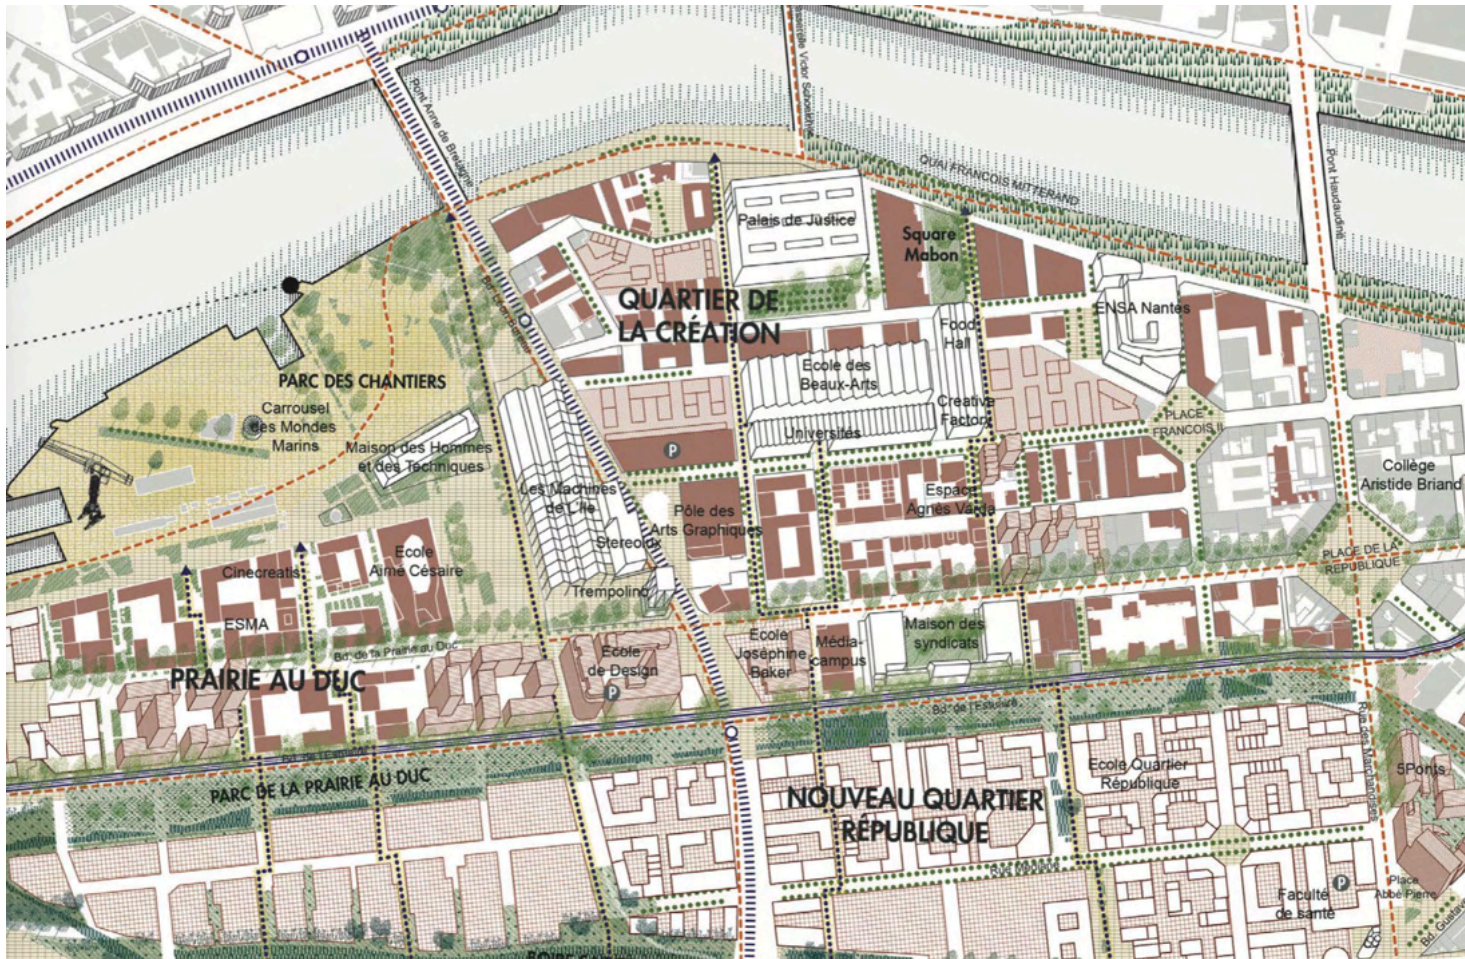 Pont Anne de Bretagne
Passerelle Victor Schoelcher
QUAI FRANCOIS MITTERAND
Pont Haudaudine
Palais de Justice
Square
Mabon
QUARTIER DE
LA CRÉATION
ENSA Nantes
Food
Hall
Ecole des
Beaux-Arts
Creative
Factory
Universités
PLACE
FRANCOIS II
PARC DES CHANTIERS
Carrousel
des Mondes
Marins
Maison des Hommes
et des Techniques
P
Les Machines
de L'Ile
Stereolux
Pôle des
Arts Graphiques
Espace
Agnès Varda
Collège
Aristide Briand
PLACE DE LA
RÉPUBLIQUE
Ecole
Aimé Césaire
Cinecreatis
ESMA
Trempolino
Bd. de la Prairie au Duc
PRAIRIE AU DUC
Ecole
de Design
P
Ecole
Joséphine
Baker
Média-
campus
Maison des
syndicats
Bd. de l'Estuaire
Bd. de l'Estuaire
PARC DE LA PRAIRIE AU DUC
NOUVEAU QUARTIER
RÉPUBLIQUE
Ecole Quartier
République
Rue des Marchandises
5Ponts
Faculté
de santé
P
Place
Abbé Pierre